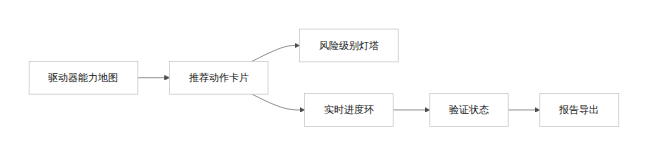 风险级别灯塔
驱动器能力地图
推荐动作卡片
实时进度环
验证状态
报告导出